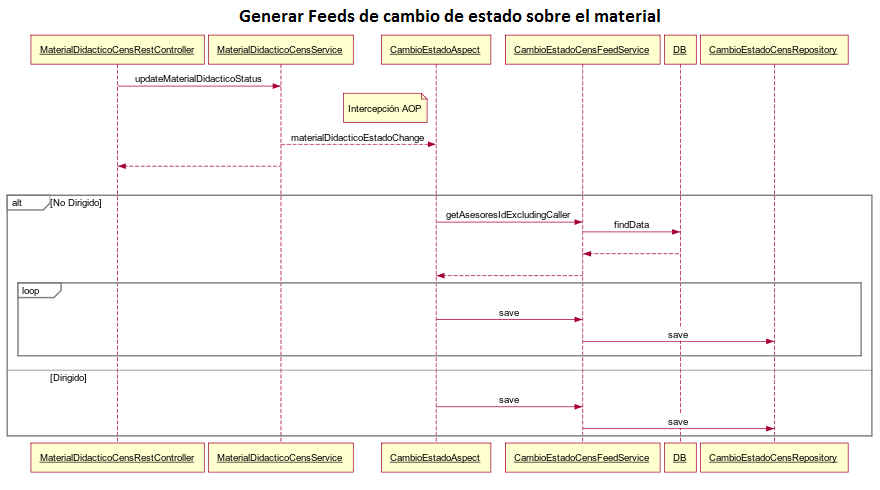 Generar Feeds de cambio de estado sobre el material
MaterialDidacticoCensRestController MaterialDidacticoCensService CambioEstadoAspect CambioEstadoCensFeedService DB CambioEstadoCensRepository
updateMaterialDidacticoStatus
Intercepción AOP
materialDidacticoEstadoChange
alt [No Dirigido]
getAsesoresIdExcludingCaller
findData
loop
save
save
[Dirigido]
save
save
MaterialDidacticoCensRestController MaterialDidacticoCensService CambioEstadoAspect CambioEstadoCensFeedService DB CambioEstadoCensRepository